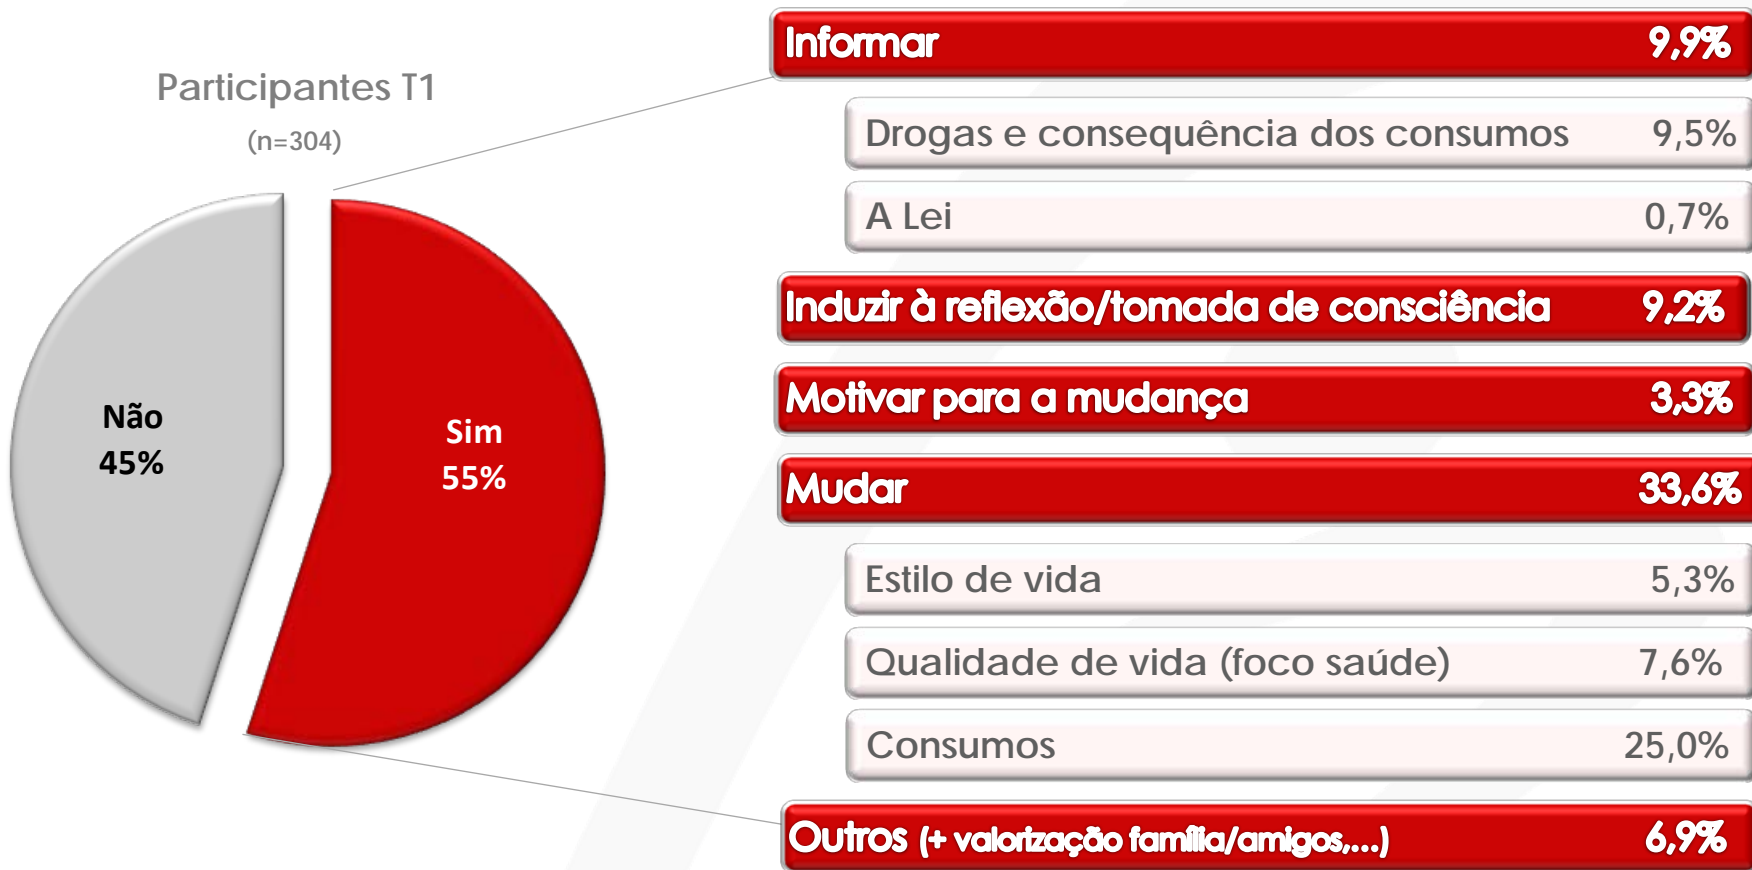 Participantes T1
(n=304)
Não
45%
Sim
55%
Informar 9,9%
Drogas e consequência dos consumos 9,5%
A Lei 0,7%
Induzir à reflexão/tomada de consciência 9,2%
Motivar para a mudança 3,3%
Mudar 33,6%
Estilo de vida 5,3%
Qualidade de vida (foco saúde) 7,6%
Consumos 25,0%
Outros (+ valorização família/amigos,...) 6,9%